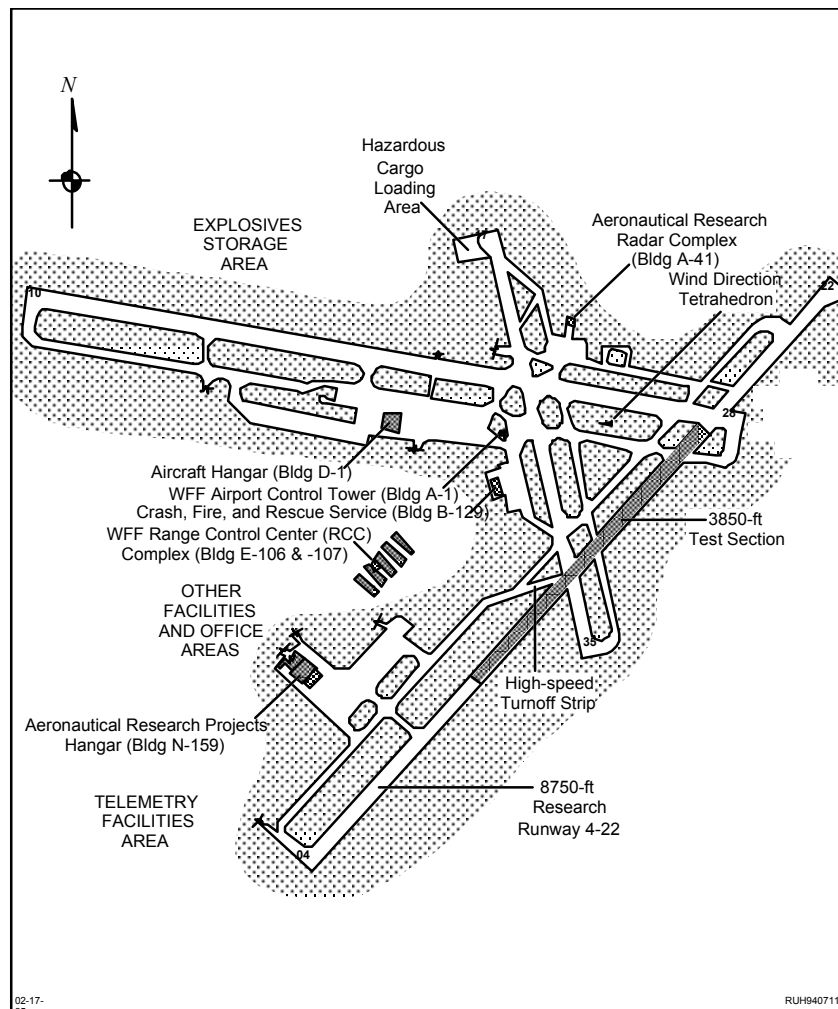 N
Hazardous
Cargo
Loading
Area
EXPLOSIVES
STORAGE
AREA
17
Aeronautical Research
Radar Complex
(Bldg A-41)
Wind Direction
Tetrahedron
10
22
28
Aircraft Hangar (Bldg D-1)
WFF Airport Control Tower (Bldg A-1)
Crash, Fire, and Rescue Service (Bldg B-129)
WFF Range Control Center (RCC)
Complex (Bldg E-106 & -107)
3850-ft
Test Section
OTHER
FACILITIES
AND OFFICE
AREAS
35
High-speed
Turnoff Strip
Aeronautical Research Projects
Hangar (Bldg N-159)
8750-ft
Research
Runway 4-22
TELEMETRY
FACILITIES
AREA
04
02-17-
RUH940711